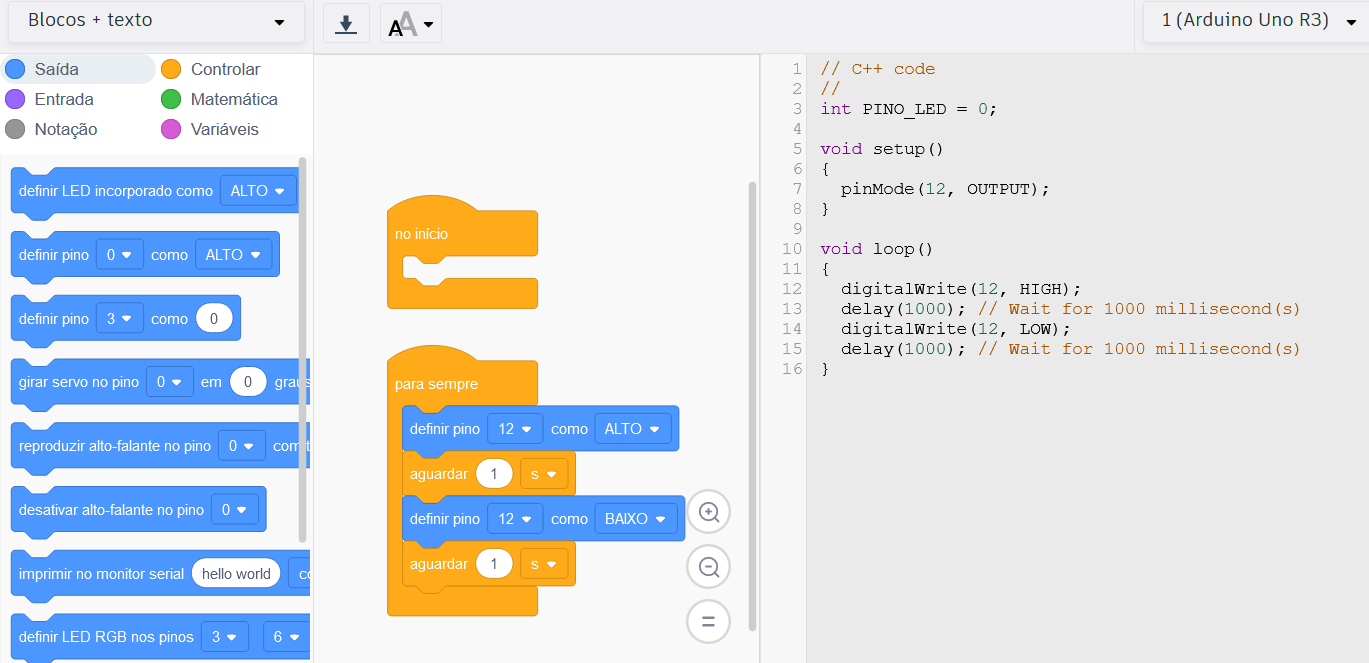 Blocos + texto
1 (Arduino Uno R3)
Saída
Controlar
Entrada
Matemática
Notação
Variáveis
definir LED incorporado como ALTO
definir pino 0 como ALTO
definir pino 3 como 0
girar servo no pino 0 em 0 graus
reproduzir alto-falante no pino 0 com
desativar alto-falante no pino 0
imprimir no monitor serial hello world
definir LED RGB nos pinos 3 6
no início
para sempre
definir pino 12 como ALTO
aguardar 1 s
definir pino 12 como BAIXO
aguardar 1 s
1 // C++ code
2 //
3 int PINO_LED = 0;
4
5 void setup()
6 {
7 pinMode(12, OUTPUT);
8 }
9
10 void loop()
11 {
12 digitalWrite(12, HIGH);
13 delay(1000); // Wait for 1000 millisecond(s)
14 digitalWrite(12, LOW);
15 delay(1000); // Wait for 1000 millisecond(s)
16 }